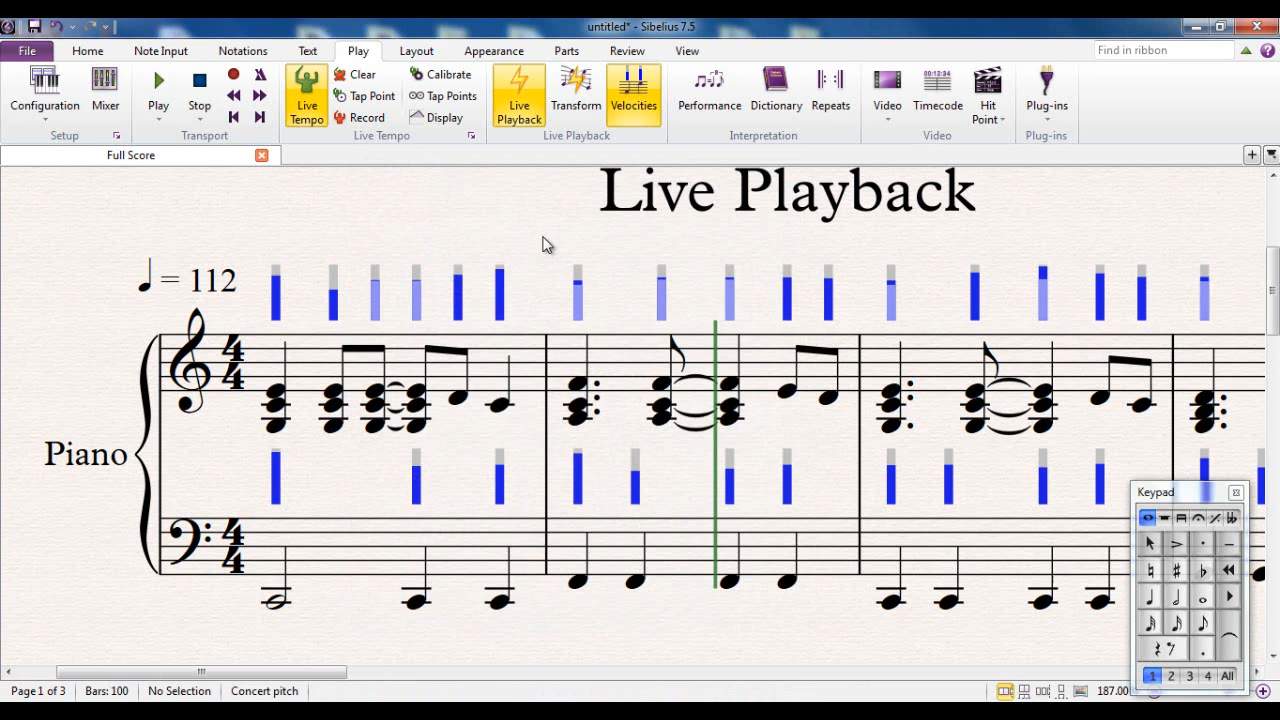 untitled* - Sibelius 7.5
File Home Note Input Notations Text Play Layout Appearance Parts Review View Find in ribbon
Configuration Mixer Play Stop Live Tempo Clear Tap Point Record Calibrate Tap Points Display Live Playback Transform Velocities Performance Dictionary Repeats Video Timecode Hit Point Plug-ins
00:12:34
Setup Transport Live Tempo Live Playback Interpretation Video Plug-ins
Full Score
Live Playback
= 112
Piano
Keypad
1 2 3 4 All
Page 1 of 3 Bars: 100 No Selection Concert pitch 187.00